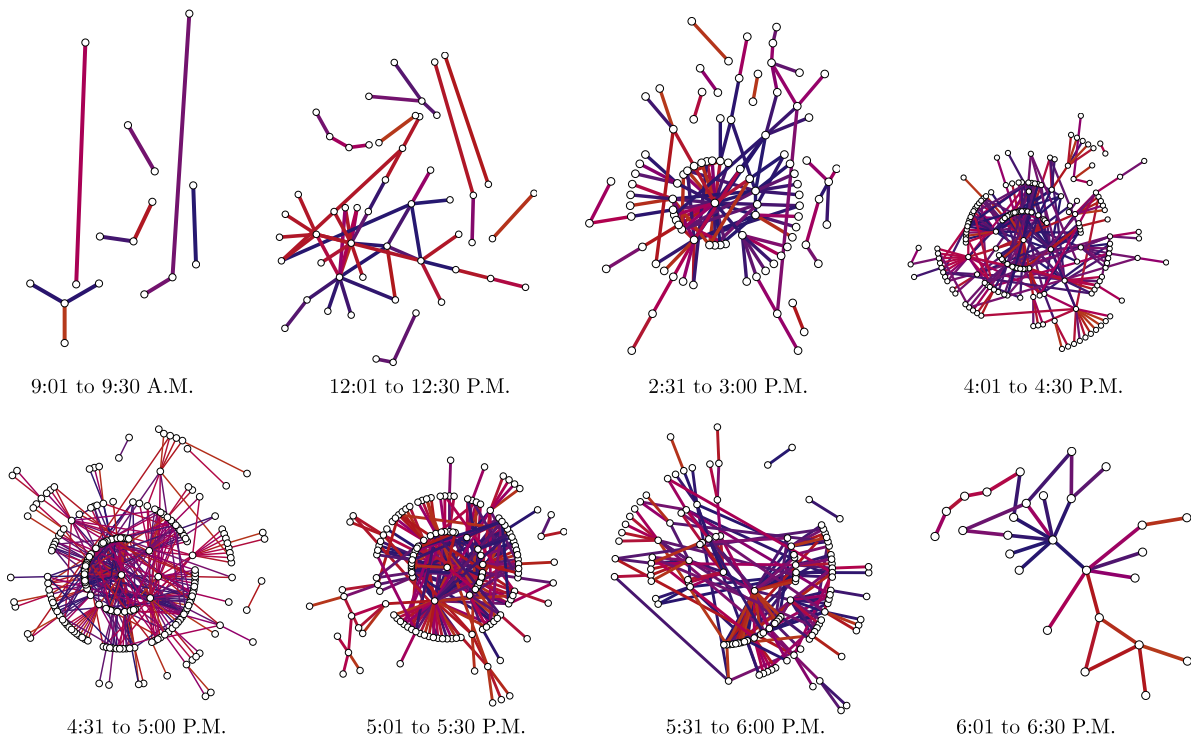 9:01 to 9:30 A.M.
12:01 to 12:30 P.M.
2:31 to 3:00 P.M.
4:01 to 4:30 P.M.
4:31 to 5:00 P.M.
5:01 to 5:30 P.M.
5:31 to 6:00 P.M.
6:01 to 6:30 P.M.